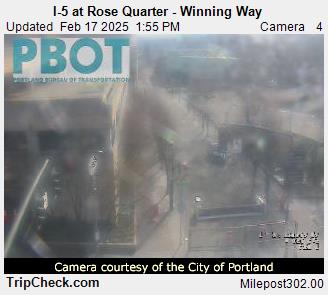 I-5 at Rose Quarter - Winning Way
Updated Feb 17 2025 1:55 PM Camera 4
PBOT
PORTLAND BUREAU OF TRANSPORTATION
Camera courtesy of the City of Portland
TripCheck.com Milepost302.00